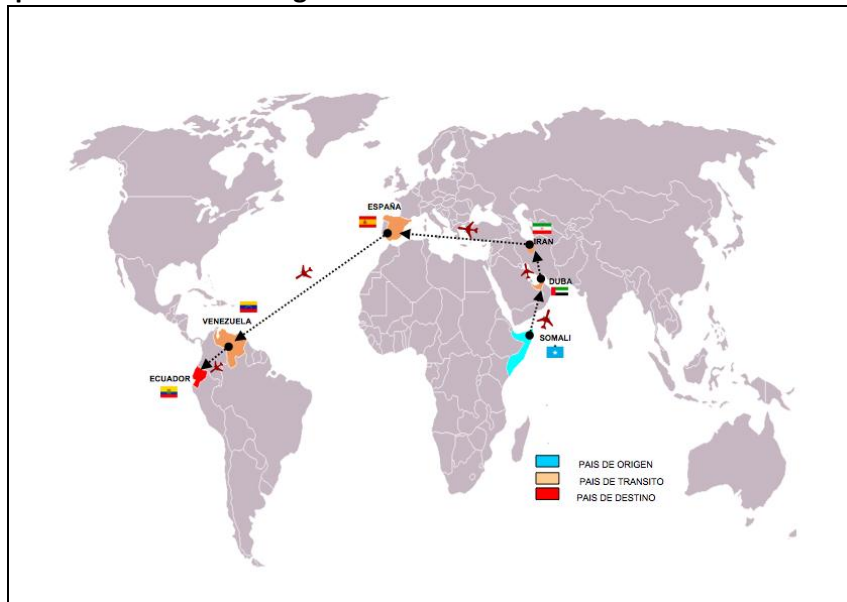 ESPAÑA
IRAN
DUBA
VENEZUELA
SOMALI
ECUADOR
PAIS DE ORIGEN
PAIS DE TRANSITO
PAIS DE DESTINO